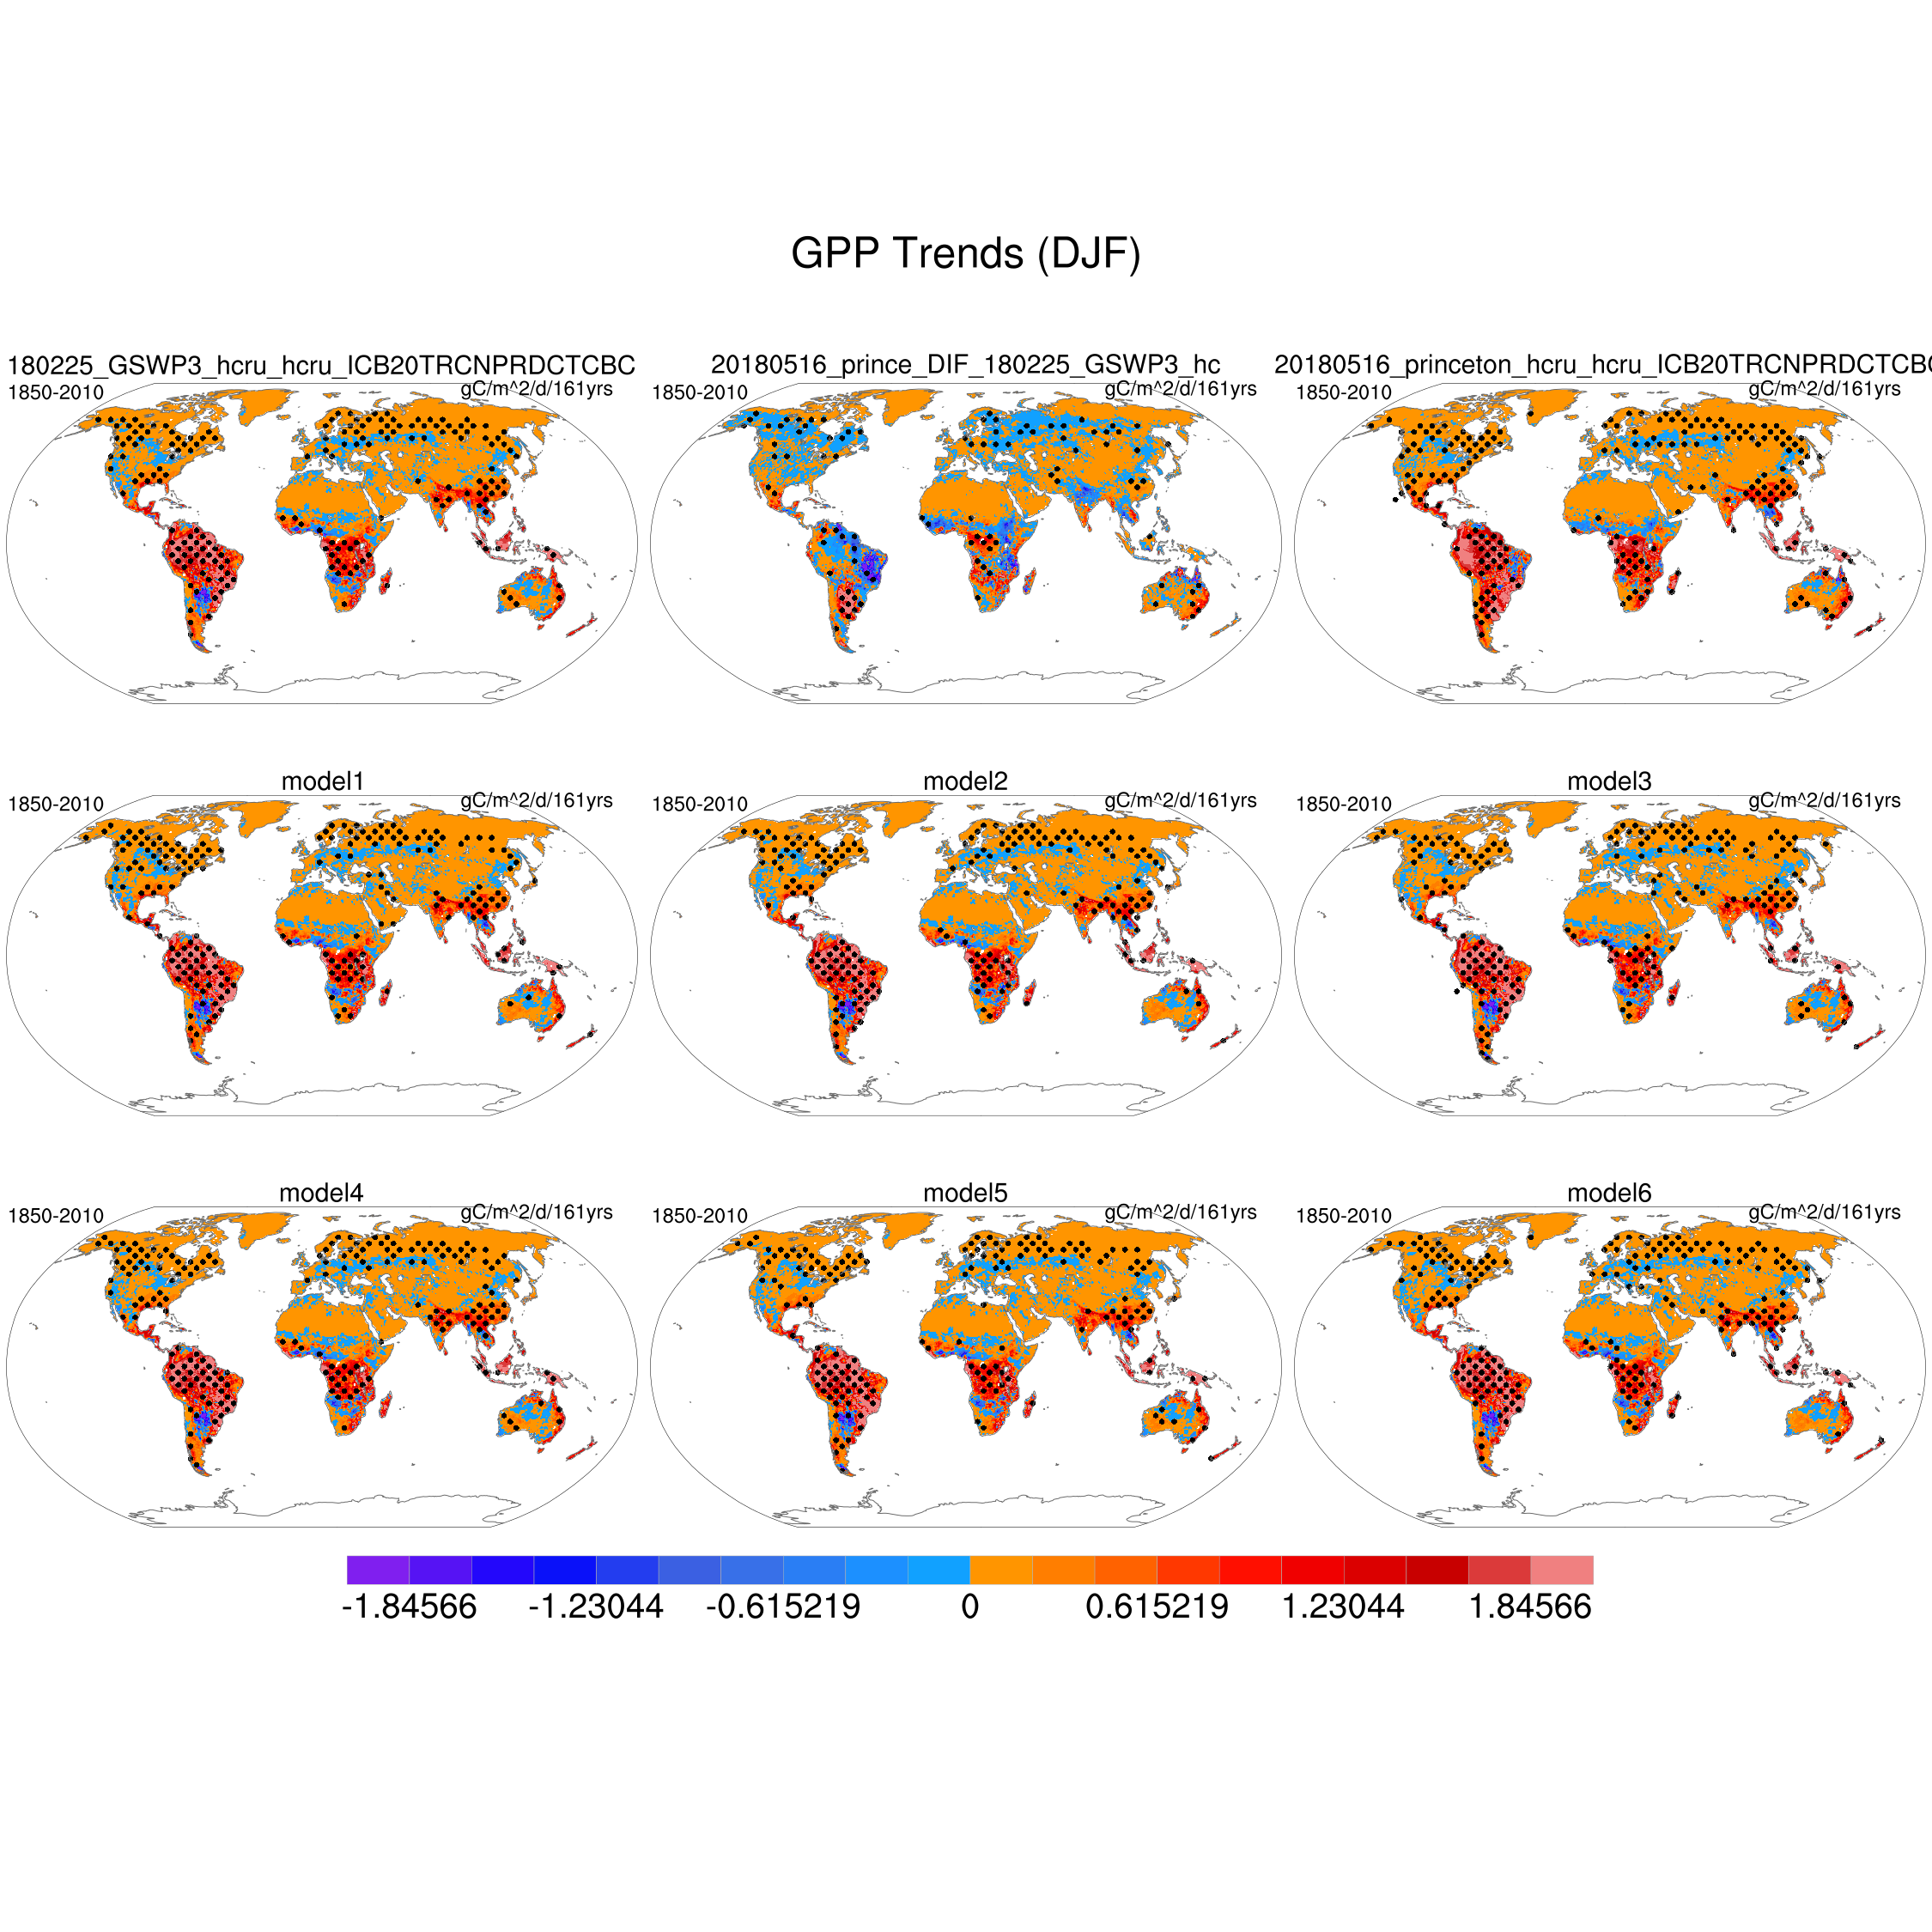 GPP Trends (DJF)
180225_GSWP3_hcru_hcru_ICB20TRCNPRDCTCBC
1850-2010 gC/m^2/d/161yrs
20180516_prince_DIF_180225_GSWP3_hc
1850-2010 gC/m^2/d/161yrs
20180516_princeton_hcru_hcru_ICB20TRCNPRDCTCBC
1850-2010 gC/m^2/d/161yrs
model1
1850-2010 gC/m^2/d/161yrs
model2
1850-2010 gC/m^2/d/161yrs
model3
1850-2010 gC/m^2/d/161yrs
model4
1850-2010 gC/m^2/d/161yrs
model5
1850-2010 gC/m^2/d/161yrs
model6
1850-2010 gC/m^2/d/161yrs
-1.84566 -1.23044 -0.615219 0 0.615219 1.23044 1.84566